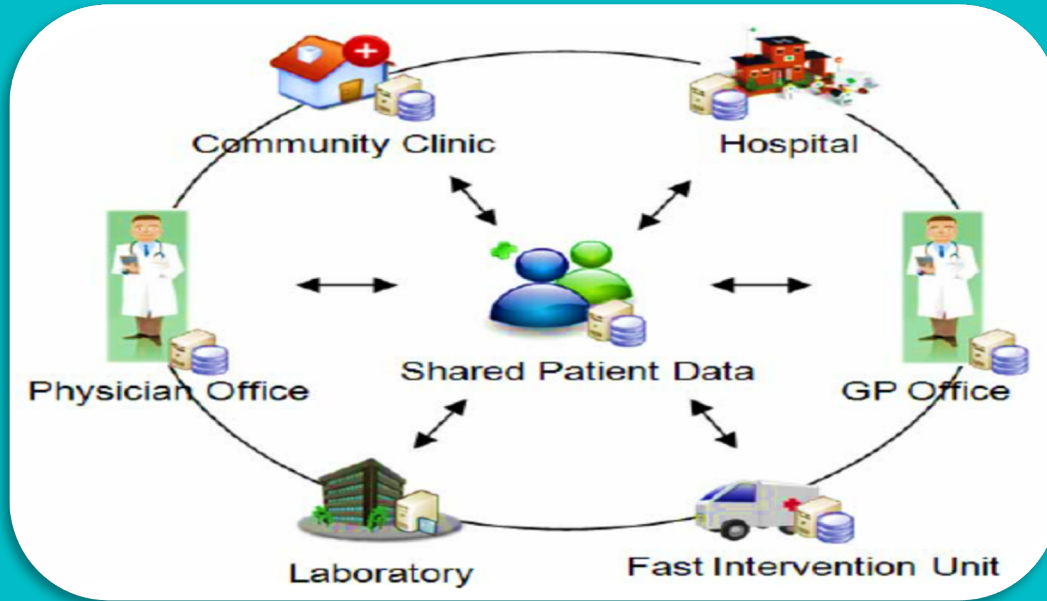 Community Clinic
Hospital
Physician Office
Shared Patient Data
GP Office
Laboratory
Fast Intervention Unit